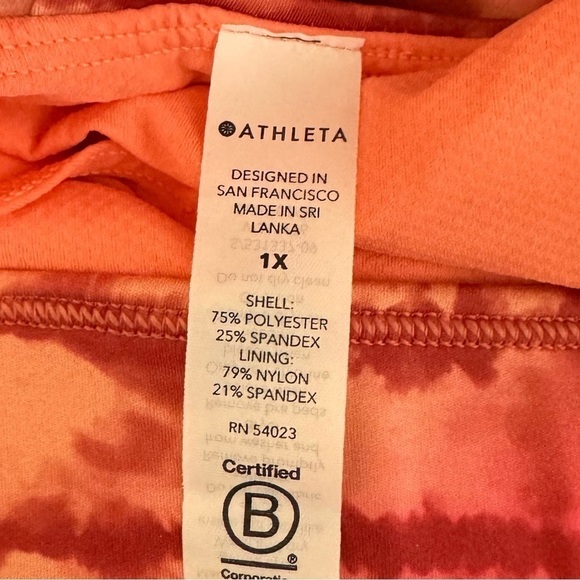 ATHLETA
DESIGNED IN
SAN FRANCISCO
MADE IN SRI
LANKA
1X
SHELL:
75% POLYESTER
25% SPANDEX
LINING:
79% NYLON
21% SPANDEX
RN 54023
Certified
B
®
Corporation